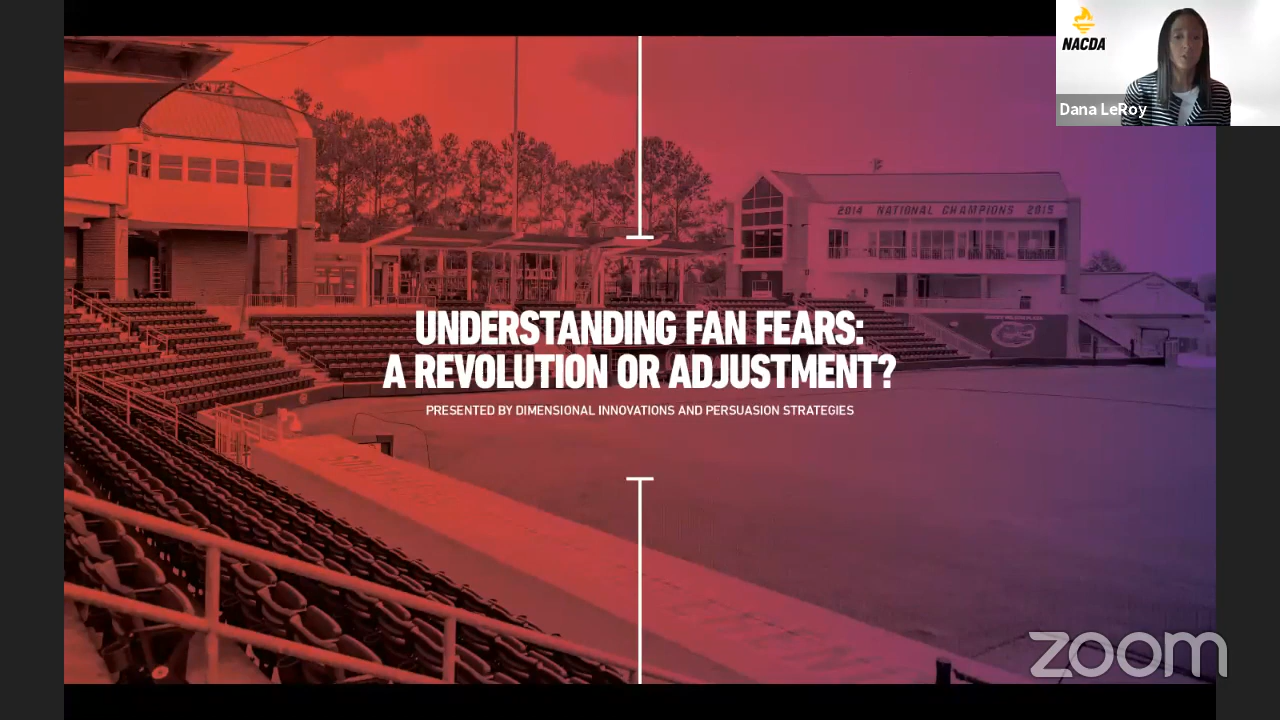 NACDA
Dana LeRoy
2014 NATIONAL CHAMPIONS 2015
UNDERSTANDING FAN FEARS:
A REVOLUTION OR ADJUSTMENT?
PRESENTED BY DIMENSIONAL INNOVATIONS AND PERSUASION STRATEGIES
zoom